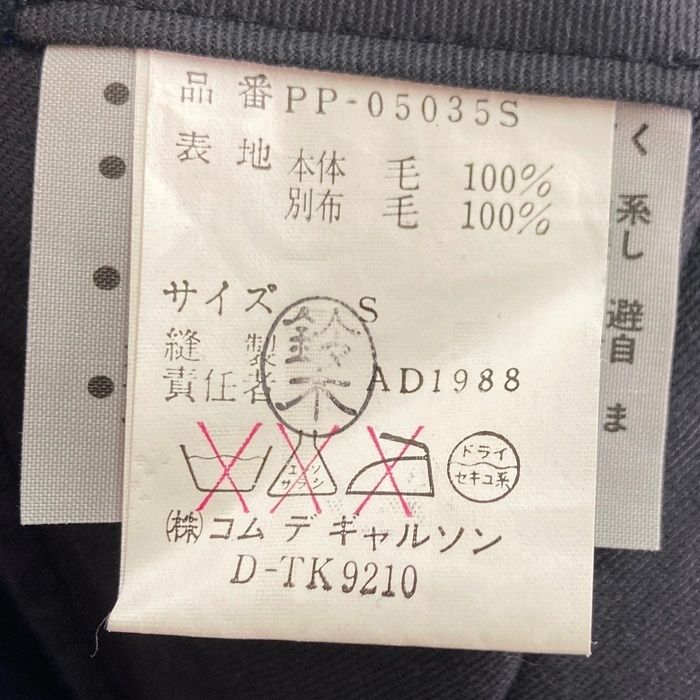 品番 PP-05035S
表地 本体 毛 100%
別布 毛 100%
サイズ S
縫製
責任者 鈴木 AD1988
エンソ
サラシ
ドライ
セキユ系
㈱コム デ ギャルソン
D-TK9210
く
系し
避自
ま